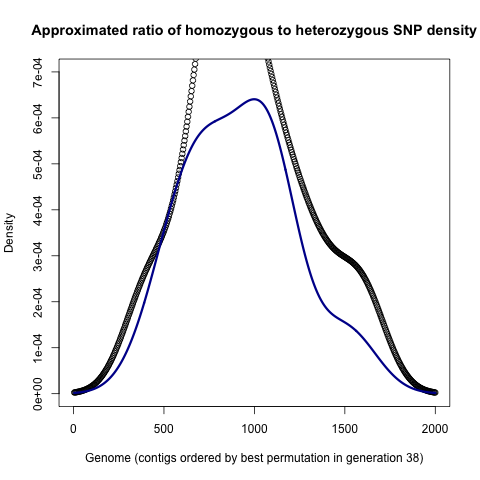 Approximated ratio of homozygous to heterozygous SNP density
7e-04
6e-04
5e-04
4e-04
3e-04
2e-04
1e-04
0e+00
Density
0 500 1000 1500 2000
Genome (contigs ordered by best permutation in generation 38)